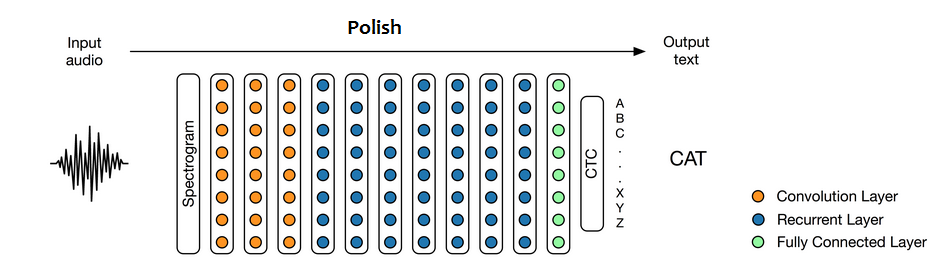 Polish
Input
audio
Output
text
Spectrogram
CTC
A
B
C
.
.
.
X
Y
Z
CAT
Convolution Layer
Recurrent Layer
Fully Connected Layer